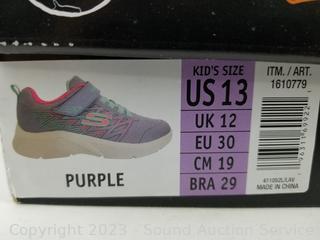 KID'S SIZE
US 13
UK 12
EU 30
CM 19
BRA 29
ITM. / ART.
1610779
MADE IN CHINA
PURPLE
S
Copyright 2023 - Sound Auction Service